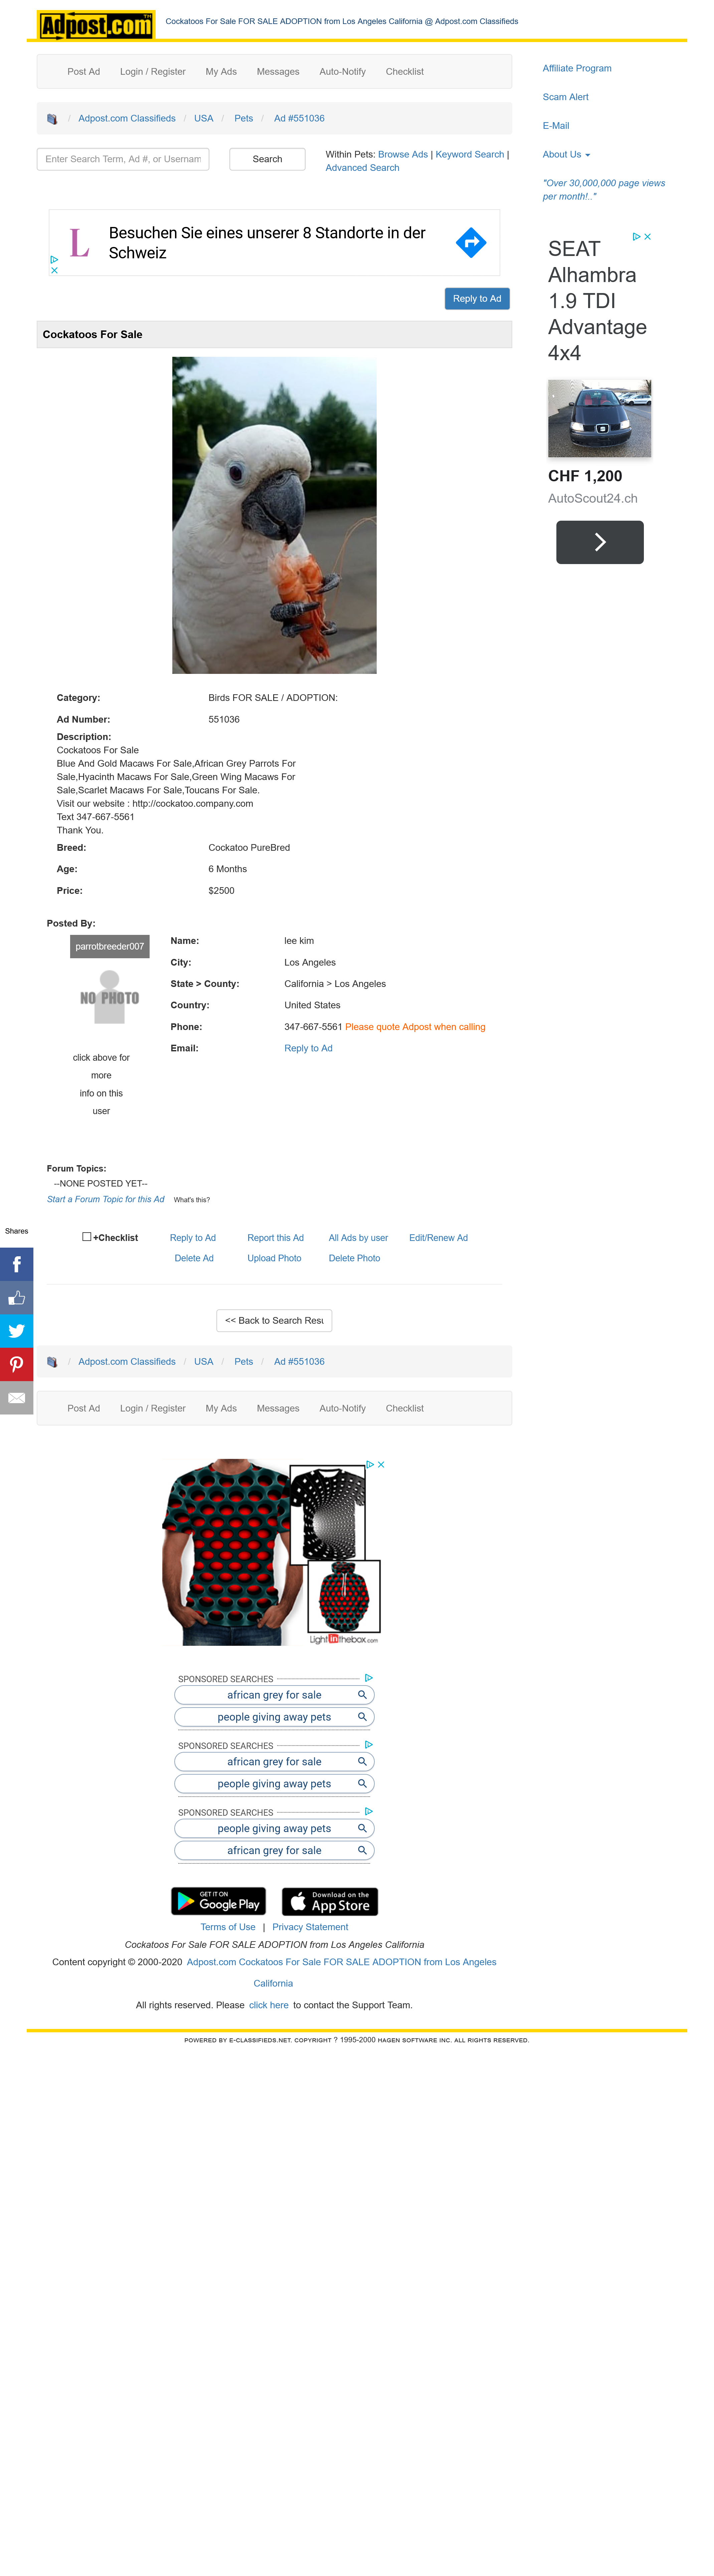 Adpost.com TM
Cockatoos For Sale FOR SALE ADOPTION from Los Angeles California @ Adpost.com Classifieds
Post Ad Login / Register My Ads Messages Auto-Notify Checklist
/ Adpost.com Classifieds / USA / Pets / Ad #551036
Enter Search Term, Ad #, or Usernam
Search
Within Pets: Browse Ads | Keyword Search |
Advanced Search
Affiliate Program
Scam Alert
E-Mail
About Us
"Over 30,000,000 page views
per month!.."
L
Besuchen Sie eines unserer 8 Standorte in der
Schweiz
SEAT
Alhambra
1.9 TDI
Advantage
4x4
CHF 1,200
AutoScout24.ch
Reply to Ad
Cockatoos For Sale
Category: Birds FOR SALE / ADOPTION:
Ad Number: 551036
Description:
Cockatoos For Sale
Blue And Gold Macaws For Sale,African Grey Parrots For
Sale,Hyacinth Macaws For Sale,Green Wing Macaws For
Sale,Scarlet Macaws For Sale,Toucans For Sale.
Visit our website : http://cockatoo.company.com
Text 347-667-5561
Thank You.
Breed: Cockatoo PureBred
Age: 6 Months
Price: $2500
Posted By:
parrotbreeder007
NO PHOTO
click above for
more
info on this
user
Name: lee kim
City: Los Angeles
State > County: California > Los Angeles
Country: United States
Phone: 347-667-5561 Please quote Adpost when calling
Email: Reply to Ad
Forum Topics:
--NONE POSTED YET--
Start a Forum Topic for this Ad What's this?
Shares
+Checklist Reply to Ad Report this Ad All Ads by user Edit/Renew Ad
Delete Ad Upload Photo Delete Photo
<< Back to Search Resu
/ Adpost.com Classifieds / USA / Pets / Ad #551036
Post Ad Login / Register My Ads Messages Auto-Notify Checklist
Lightinthebox.com
SPONSORED SEARCHES
african grey for sale
people giving away pets
SPONSORED SEARCHES
african grey for sale
people giving away pets
SPONSORED SEARCHES
people giving away pets
african grey for sale
GET IT ON
Google Play
Download on the
App Store
Terms of Use | Privacy Statement
Cockatoos For Sale FOR SALE ADOPTION from Los Angeles California
Content copyright © 2000-2020 Adpost.com Cockatoos For Sale FOR SALE ADOPTION from Los Angeles
California
All rights reserved. Please click here to contact the Support Team.
POWERED BY E-CLASSIFIEDS.NET. COPYRIGHT ? 1995-2000 HAGEN SOFTWARE INC. ALL RIGHTS RESERVED.